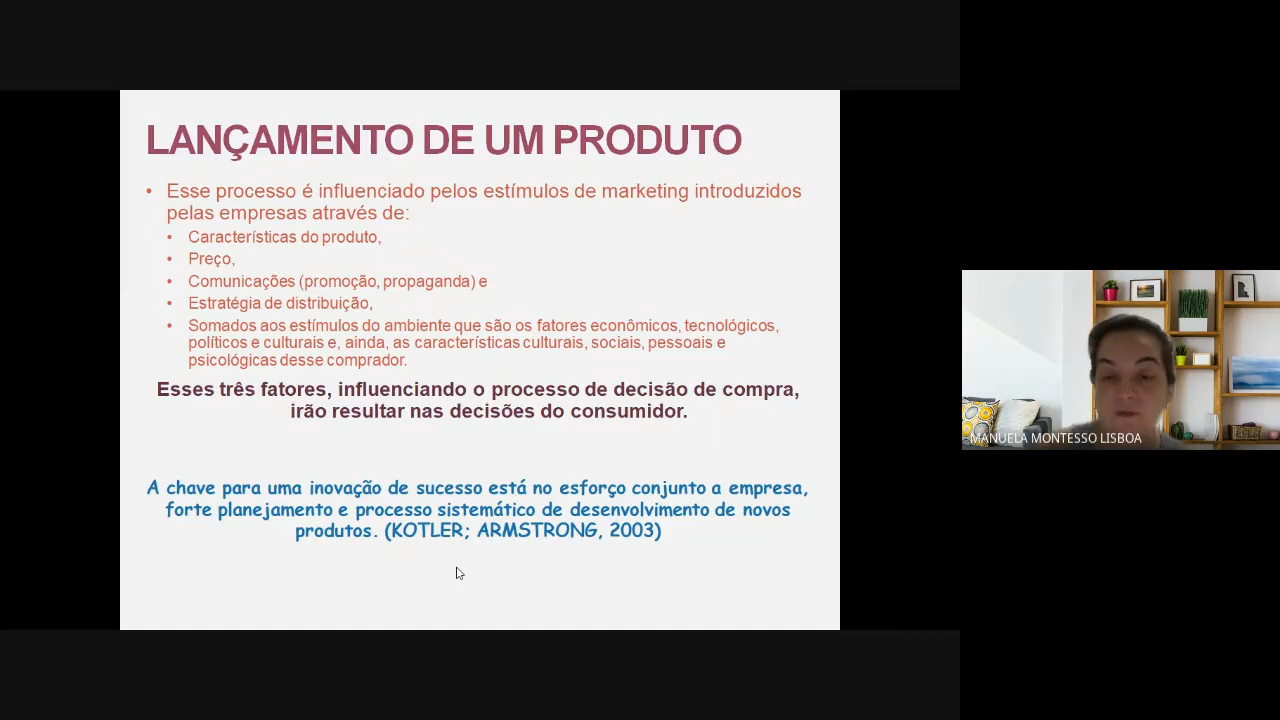 LANÇAMENTO DE UM PRODUTO
• Esse processo é influenciado pelos estímulos de marketing introduzidos
pelas empresas através de:
• Características do produto,
• Preço,
• Comunicações (promoção, propaganda) e
• Estratégia de distribuição,
• Somados aos estímulos do ambiente que são os fatores econômicos, tecnológicos,
políticos e culturais e, ainda, as características culturais, sociais, pessoais e
psicológicas desse comprador.
Esses três fatores, influenciando o processo de decisão de compra,
irão resultar nas decisões do consumidor.
A chave para uma inovação de sucesso está no esforço conjunto a empresa,
forte planejamento e processo sistemático de desenvolvimento de novos
produtos. (KOTLER; ARMSTRONG, 2003)
MANUELA MONTESSO LISBOA